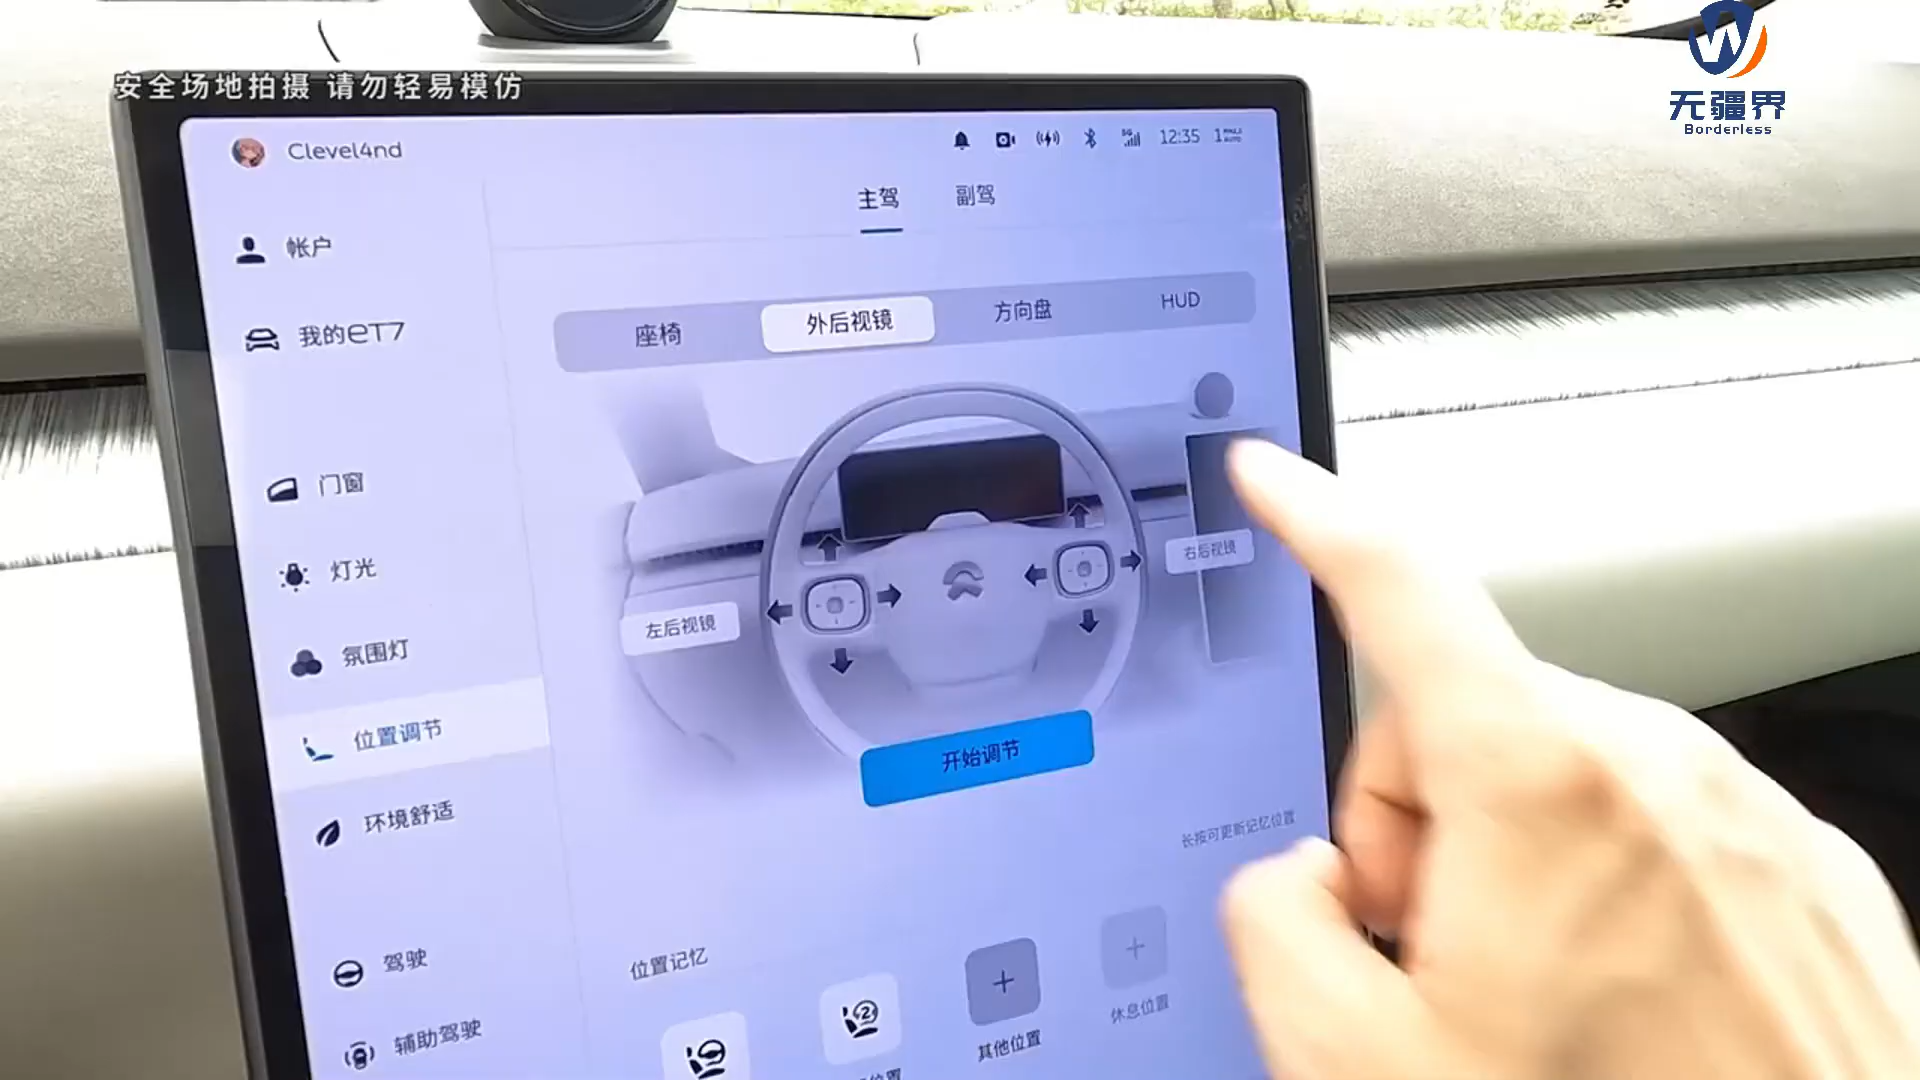 安全场地拍摄 请勿轻易模仿
无疆界
Borderless
Clevel4nd
5G
12:35
主驾
副驾
帐户
我的eT7
门窗
灯光
氛围灯
位置调节
环境舒适
驾驶
辅助驾驶
座椅
外后视镜
方向盘
HUD
左后视镜
右后视镜
开始调节
长按可更新记忆位置
位置记忆
2
位置
其他位置
休息位置